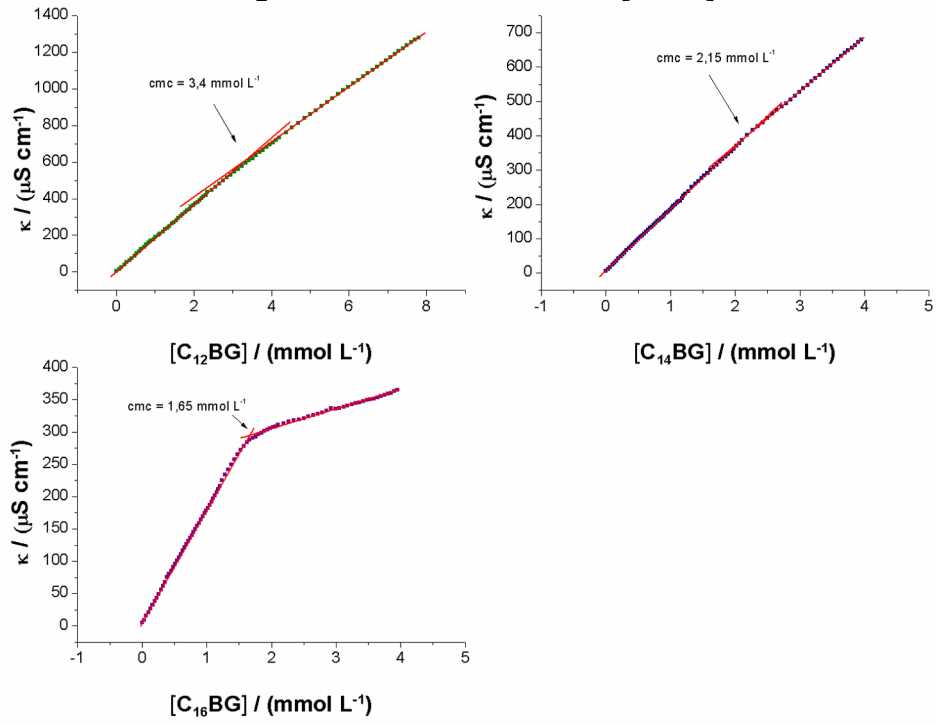 1400
1200
1000
800
600
400
200
0
κ / (μS cm⁻¹)
cmc = 3,4 mmol L⁻¹
0 2 4 6 8
[C₁₂BG] / (mmol L⁻¹)
700
600
500
400
300
200
100
0
κ / (μS cm⁻¹)
cmc = 2,15 mmol L⁻¹
-1 0 1 2 3 4 5
[C₁₄BG] / (mmol L⁻¹)
400
350
300
250
200
150
100
50
0
κ / (μS cm⁻¹)
cmc = 1,65 mmol L⁻¹
-1 0 1 2 3 4 5
[C₁₆BG] / (mmol L⁻¹)